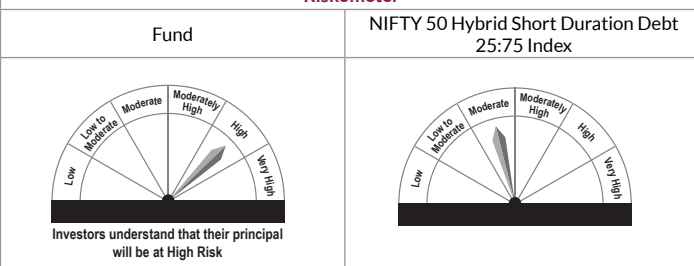 Riskometer
Fund
NIFTY 50 Hybrid Short Duration Debt
25:75 Index
Low
Low to
Moderate
Moderate
Moderately
High
High
Very High
Investors understand that their principal
will be at High Risk
Low
Low to
Moderate
Moderate
Moderately
High
High
Very High